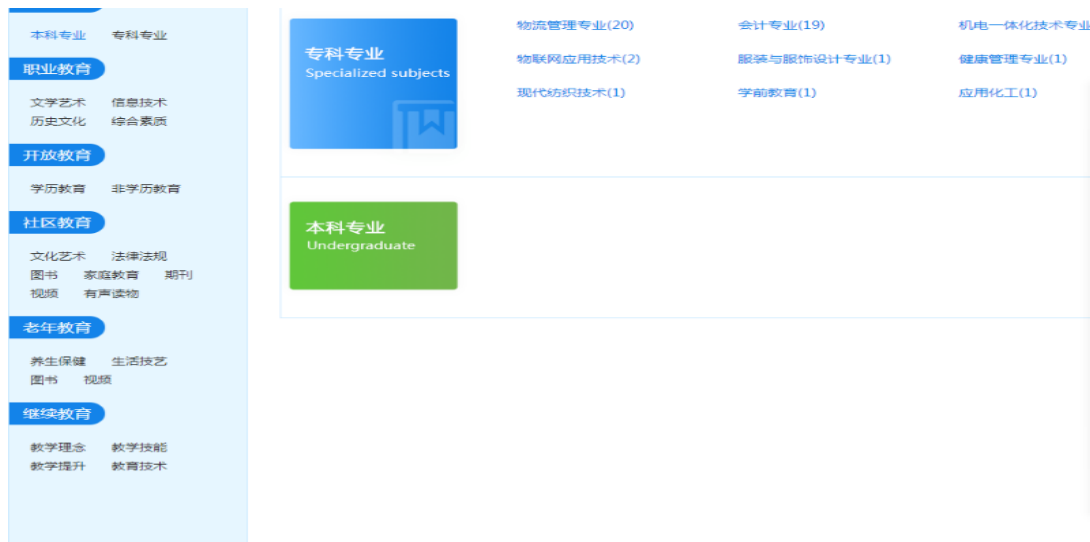 本科专业 专科专业
职业教育
文学艺术 信息技术
历史文化 综合素质
开放教育
学历教育 非学历教育
社区教育
文化艺术 法律法规
图书 家庭教育 期刊
视频 有声读物
老年教育
养生保健 生活技艺
图书 视频
继续教育
教学理念 教学技能
教学提升 教育技术
专科专业
Specialized subjects
物流管理专业(20) 会计专业(19) 机电一体化技术专业
物联网应用技术(2) 服装与服饰设计专业(1) 健康管理专业(1)
现代纺织技术(1) 学前教育(1) 应用化工(1)
本科专业
Undergraduate